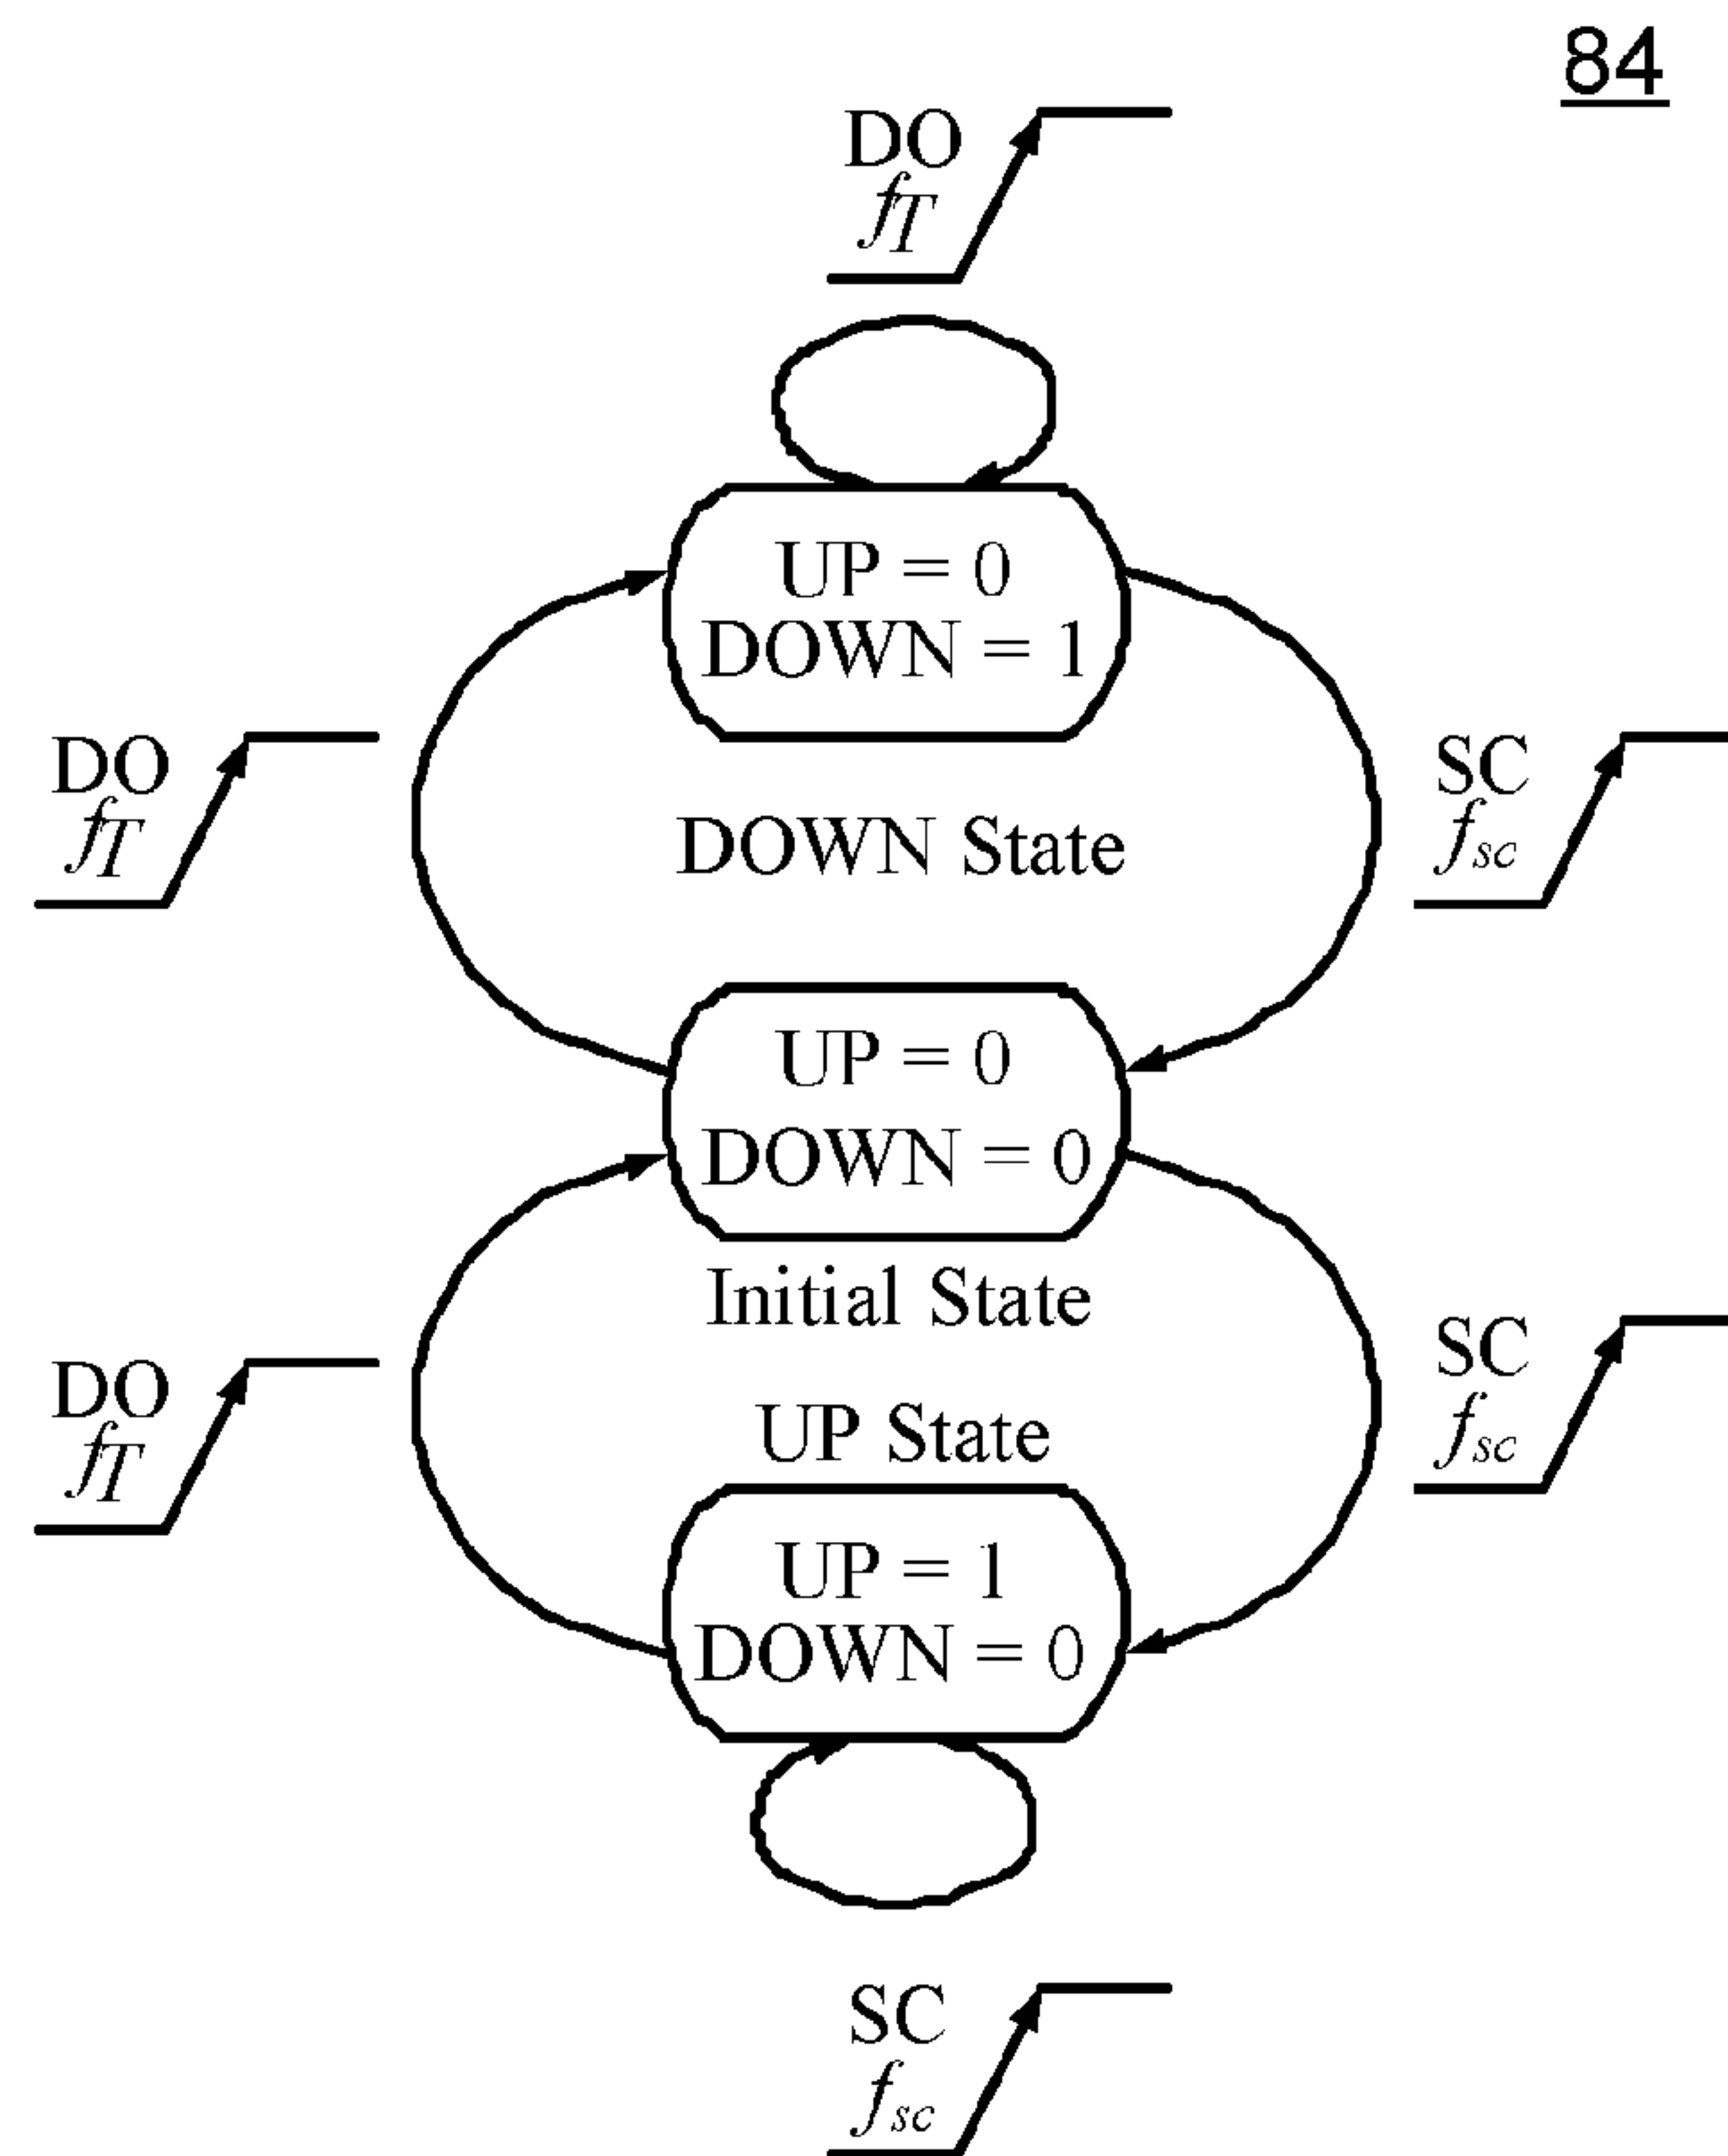 84
DO
fT
UP = 0
DOWN = 1
DO
fT
SC
fsc
DOWN State
UP = 0
DOWN = 0
Initial State
DO
fT
SC
fsc
UP State
UP = 1
DOWN = 0
SC
fsc